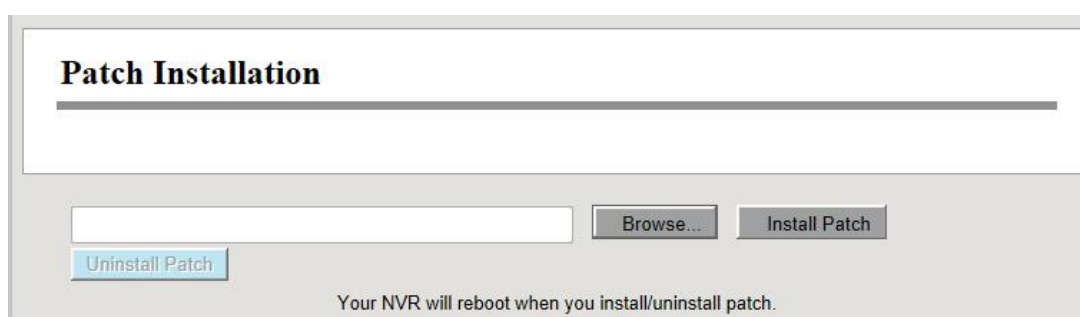 Patch Installation
Browse... Install Patch
Uninstall Patch
Your NVR will reboot when you install/uninstall patch.